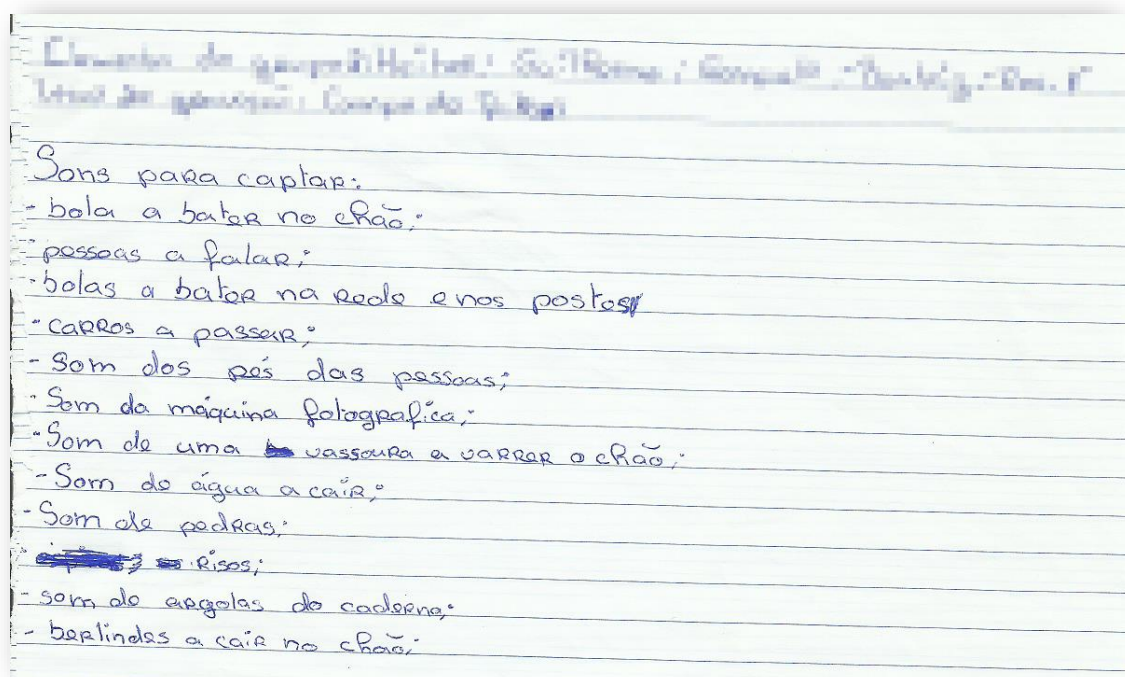 Sons para captar:
- bola a bater no chão;
- pessoas a falar;
- bolas a bater na rede e nos postes
- carros a passar;
- Som dos pés das pessoas;
- Som da máquina fotografica;
- Som de uma vassoura a varrer o chão;
- Som de água a cair;
- Som de pedras;
- Risos;
- som de argolas do caderno;
- berlindes a cair no chão;